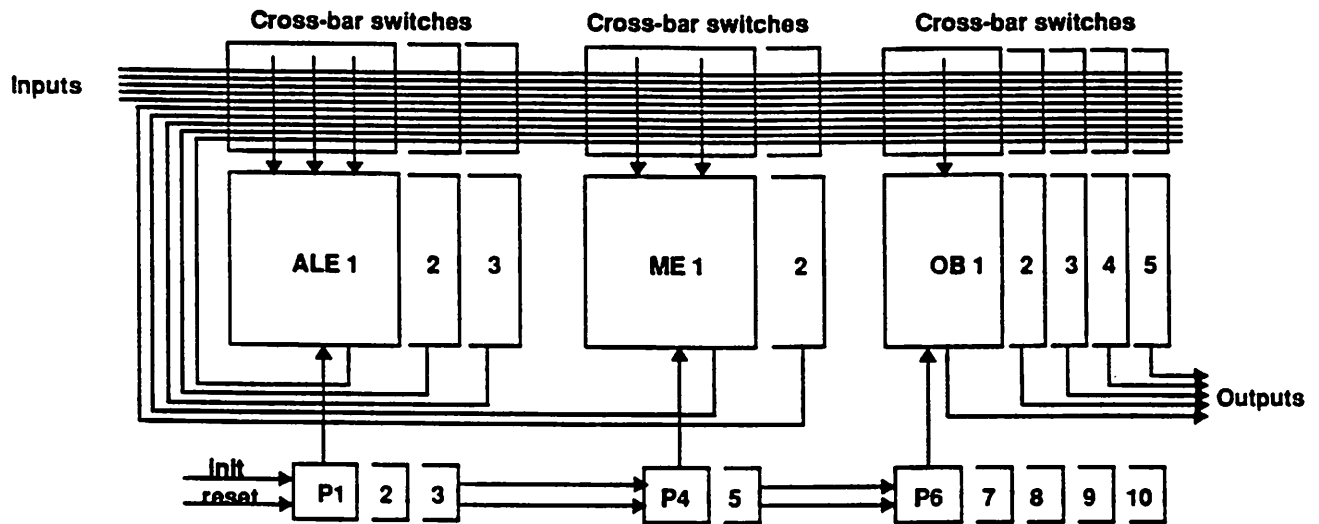 Cross-bar switches Cross-bar switches Cross-bar switches
Inputs
ALE 1 2 3 ME 1 2 OB 1 2 3 4 5
Outputs
init
reset P1 2 3 P4 5 P6 7 8 9 10